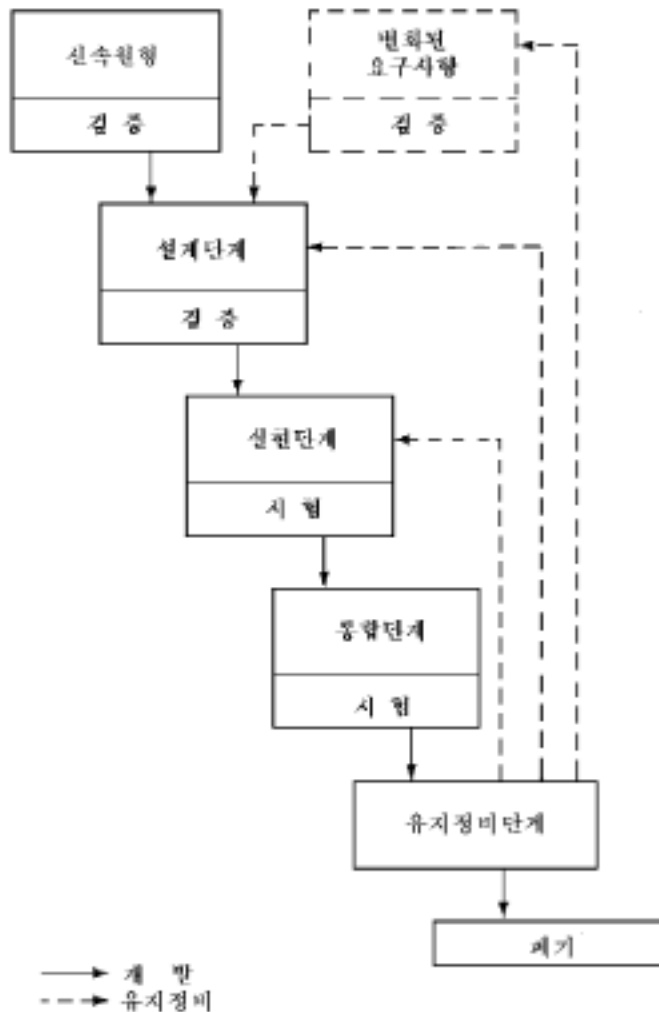 신속원형
검 증
변화된
요구사항
검 증
설계단계
검 증
실현단계
시 험
통합단계
시 험
유지정비단계
폐기
개 발
유지정비